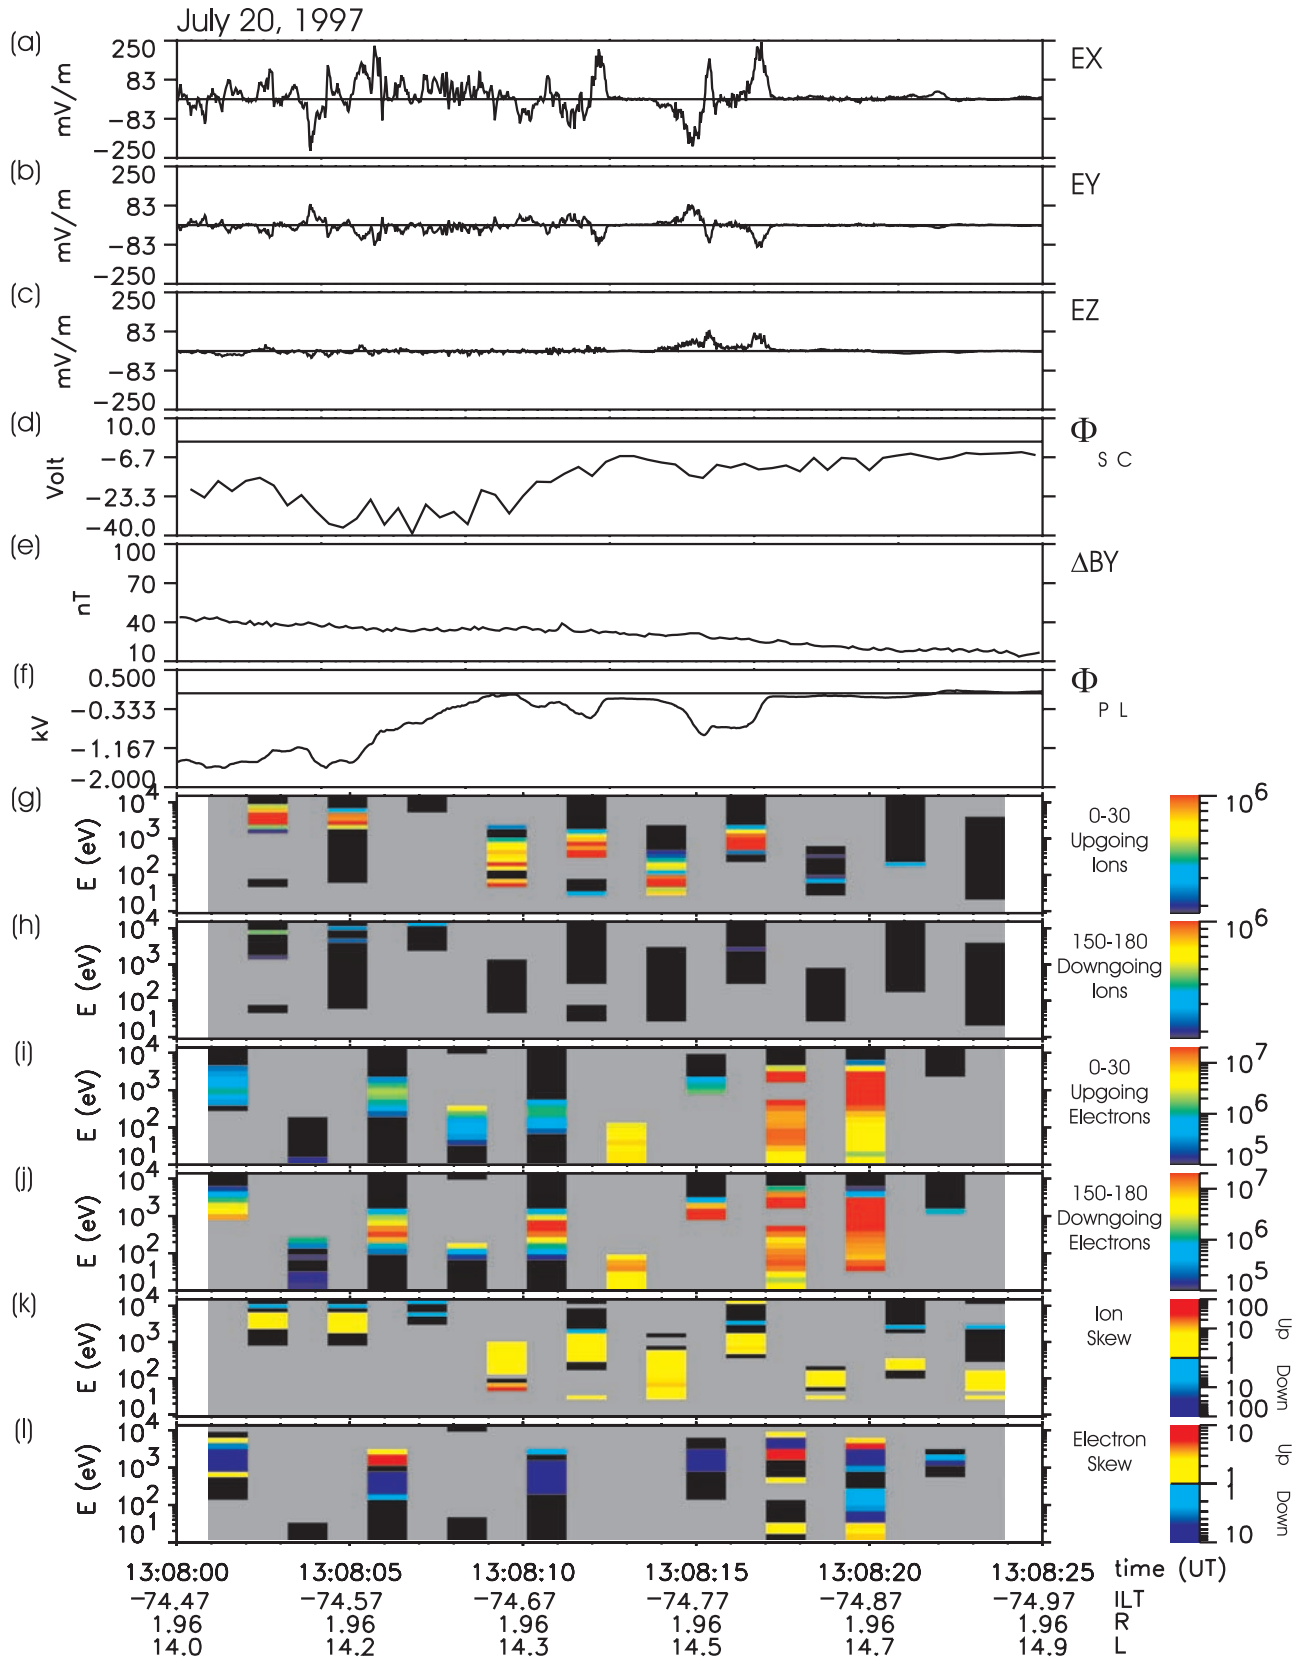 July 20, 1997
(a)
250
83
-83
-250
mV/m
EX
(b)
250
83
-83
-250
mV/m
EY
(c)
250
83
-83
-250
mV/m
EZ
(d)
10.0
-6.7
-23.3
-40.0
Volt
Φ
S C
(e)
100
70
40
10
nT
ΔBY
(f)
0.500
-0.333
-1.167
-2.000
kV
Φ
P L
(g)
10^4
10^3
10^2
10^1
E (eV)
0-30
Upgoing
Ions
10^6
(h)
10^4
10^3
10^2
10^1
E (eV)
150-180
Downgoing
Ions
10^6
(i)
10^4
10^3
10^2
10^1
E (eV)
0-30
Upgoing
Electrons
10^7
10^6
10^5
(j)
10^4
10^3
10^2
10^1
E (eV)
150-180
Downgoing
Electrons
10^7
10^6
10^5
(k)
10^4
10^3
10^2
10^1
E (eV)
Ion
Skew
100
10
1
10
100
Up
Down
(l)
10^4
10^3
10^2
10^1
E (eV)
Electron
Skew
10
1
10
Up
Down
13:08:00 13:08:05 13:08:10 13:08:15 13:08:20 13:08:25 time (UT)
-74.47 -74.57 -74.67 -74.77 -74.87 -74.97 ILT
1.96 1.96 1.96 1.96 1.96 1.96 R
14.0 14.2 14.3 14.5 14.7 14.9 L